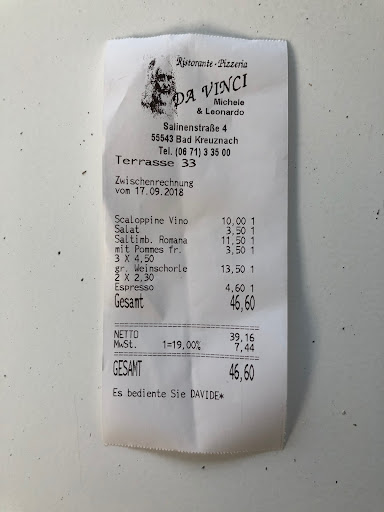 Ristorante - Pizzeria
DA VINCI
Michele
& Leonardo
Salinenstraße 4
55543 Bad Kreuznach
Tel. (06 71) 3 35 00
Terrasse 33
Zwischenrechnung
vom 17.09.2018
Scaloppine Vino 10,00 1
Salat 3,50 1
Saltimb. Romana 11,50 1
mit Pommes fr. 3,50 1
3 X 4,50
gr. Weinschorle 13,50 1
2 X 2,30
Espresso 4,60 1
Gesamt 46,60
NETTO 39,16
MwSt. 1=19,00% 7,44
GESAMT 46,60
Es bediente Sie DAVIDE*